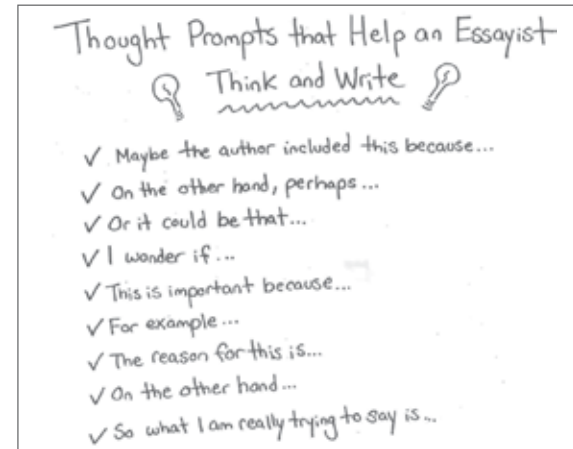 Thought Prompts that Help an Essayist
Think and Write
✓ Maybe the author included this because...
✓ On the other hand, perhaps...
✓ Or it could be that...
✓ I wonder if...
✓ This is important because...
✓ For example...
✓ The reason for this is...
✓ On the other hand...
✓ So what I am really trying to say is...